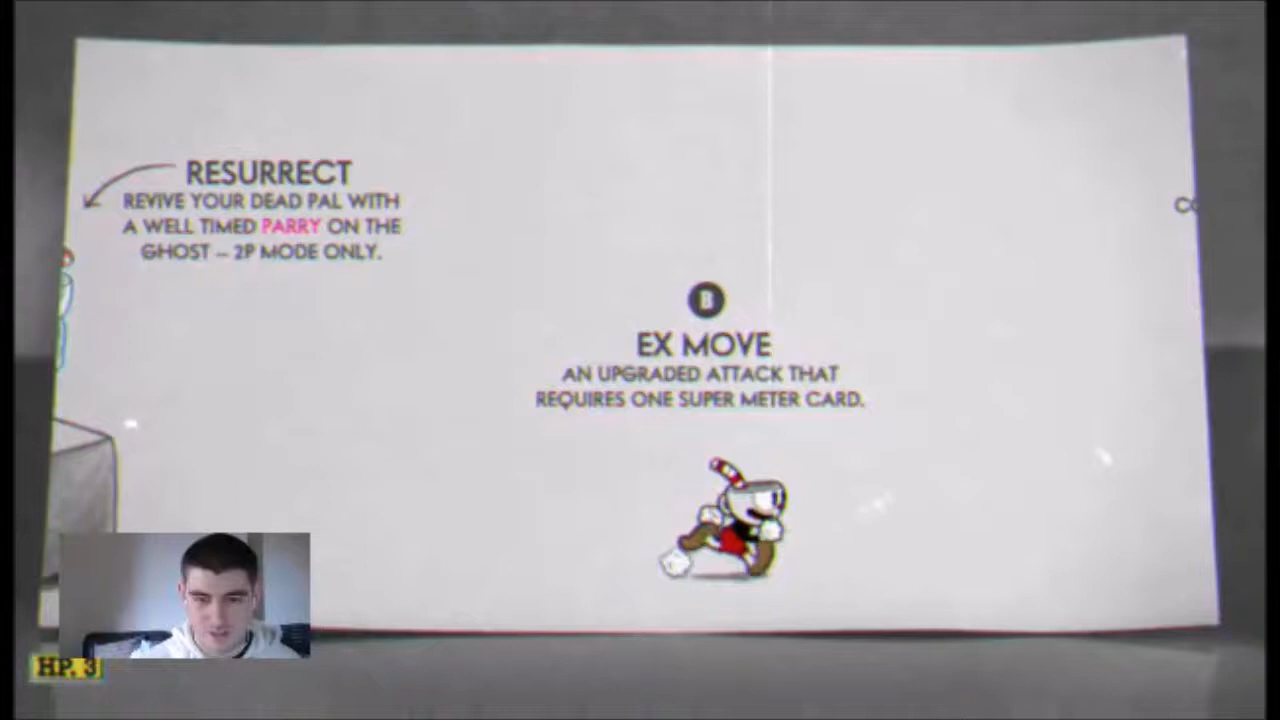 RESURRECT
REVIVE YOUR DEAD PAL WITH
A WELL TIMED PARRY ON THE
GHOST – 2P MODE ONLY.
B
EX MOVE
AN UPGRADED ATTACK THAT
REQUIRES ONE SUPER METER CARD.
HP. 3